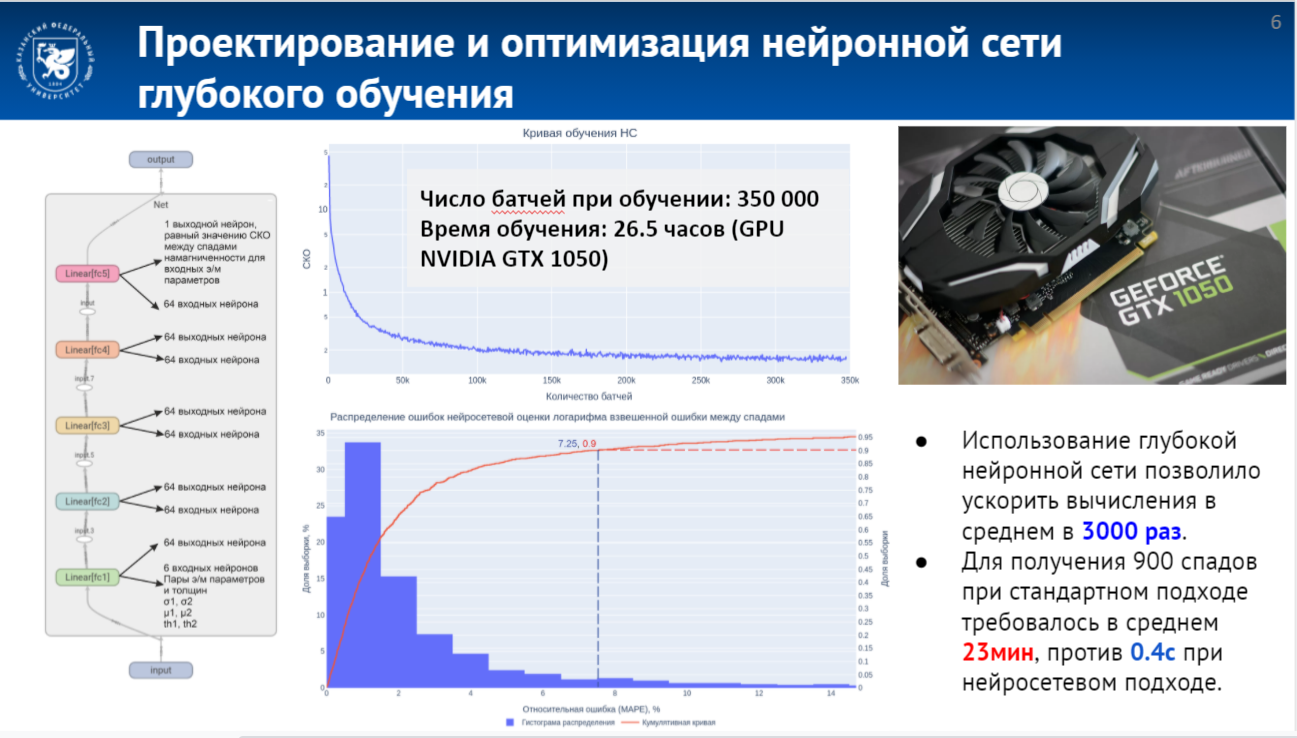 КАЗАНСКИЙ ФЕДЕРАЛЬНЫЙ УНИВЕРСИТЕТ
1804
Проектирование и оптимизация нейронной сети
глубокого обучения
6
output
Net
1 выходной нейрон,
равный значению СКО
между спадами
намагниченности для
входных э/м
параметров
Linear[fc5]
64 входных нейрона
input
64 выходных нейрона
Linear[fc4]
64 входных нейрона
input.7
64 выходных нейрона
Linear[fc3]
64 входных нейрона
input.5
64 выходных нейрона
Linear[fc2]
64 входных нейрона
input.3
64 выходных нейрона
Linear[fc1]
6 входных нейронов
Пары э/м параметров
и толщин
σ1, σ2
μ1, μ2
th1, th2
input
Кривая обучения НС
Число батчей при обучении: 350 000
Время обучения: 26.5 часов (GPU
NVIDIA GTX 1050)
СКО
5
2
10
5
2
1
5
2
0
50k
100k
150k
200k
250k
300k
350k
Количество батчей
Распределение ошибок нейросетевой оценки логарифма взвешенной ошибки между спадами
7.25, 0.9
Доля выборки, %
35
30
25
20
15
10
5
0
0.95
0.9
0.85
0.8
0.75
0.7
0.65
0.6
0.55
0.5
0.45
0.4
0.35
0.3
0.25
0.2
0.15
0.1
0.05
0
Доля выборки
0
2
4
6
8
10
12
14
Относительная ошибка (MAPE), %
Гистограма распределения
Кумулятивная кривая
AFTERBURNER
GEFORCE
GTX 1050
GAME READY DRIVERS
● Использование глубокой
нейронной сети позволило
ускорить вычисления в
среднем в 3000 раз.
● Для получения 900 спадов
при стандартном подходе
требовалось в среднем
23мин, против 0.4с при
нейросетевом подходе.